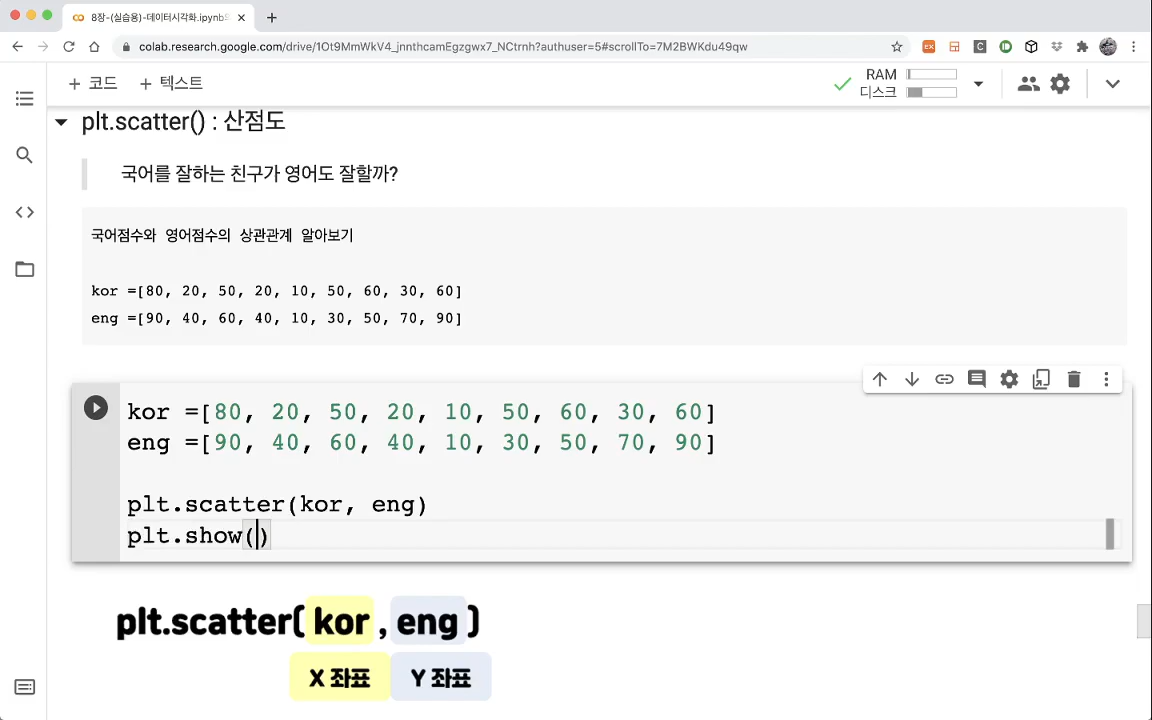 8장-(실습용)-데이터시각화.ipynb
colab.research.google.com/drive/1Ot9MmWkV4_jnnthcamEgzgwx7_NCtrnh?authuser=5#scrollTo=7M2BWKdu49qw
+ 코드 + 텍스트
RAM
디스크
plt.scatter() : 산점도
국어를 잘하는 친구가 영어도 잘할까?
국어점수와 영어점수의 상관관계 알아보기
kor =[80, 20, 50, 20, 10, 50, 60, 30, 60]
eng =[90, 40, 60, 40, 10, 30, 50, 70, 90]
kor =[80, 20, 50, 20, 10, 50, 60, 30, 60]
eng =[90, 40, 60, 40, 10, 30, 50, 70, 90]
plt.scatter(kor, eng)
plt.show()
plt.scatter( kor , eng )
X 좌표 Y 좌표